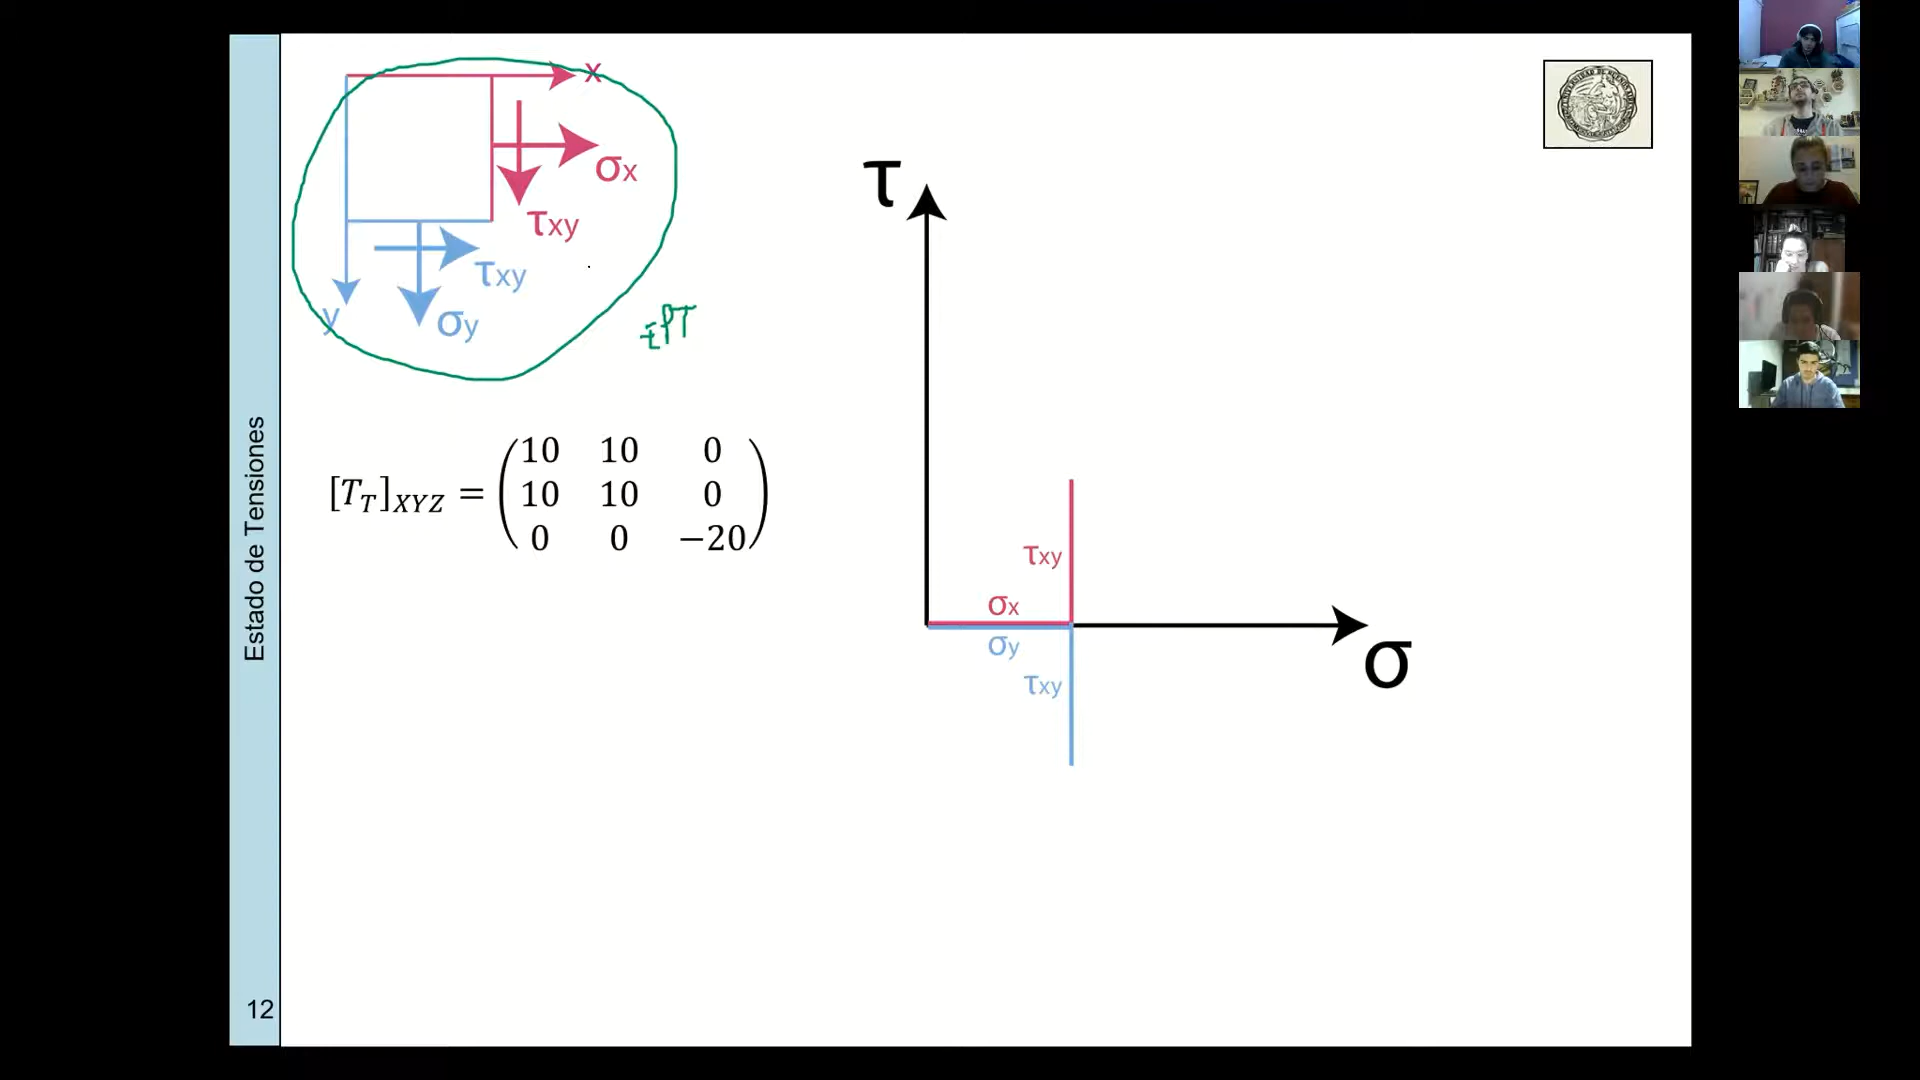 x
σx
τxy
τxy
y
σy
EPT
[T_T]_XYZ = (10 10 0
10 10 0
0 0 −20)
Estado de Tensiones
12
τ
τxy
σx
σy
τxy
σ